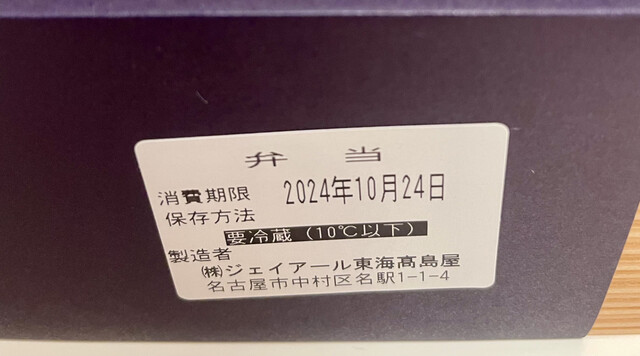 弁 当
消費期限 2024年10月24日
保存方法
要冷蔵(10℃以下)
製造者
㈱ジェイアール東海髙島屋
名古屋市中村区名駅1-1-4